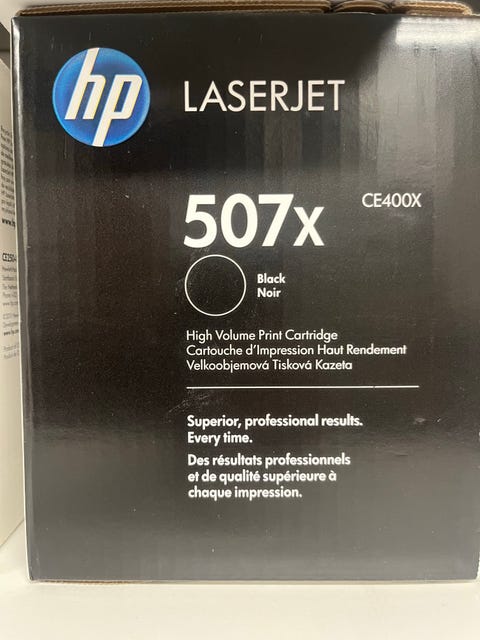 hp
LASERJET
507x
CE400X
Black
Noir
High Volume Print Cartridge
Cartouche d'Impression Haut Rendement
Velkoobjemová Tisková Kazeta
Superior, professional results.
Every time.
Des résultats professionnels
et de qualité supérieure à
chaque impression.